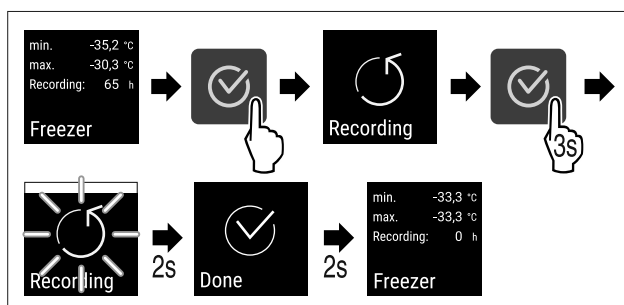 min. -35,2 °C
max. -30,3 °C
Recording: 65 h
Freezer
Recording
3s
Recording
2s
Done
2s
min. -33,3 °C
max. -33,3 °C
Recording: 0 h
Freezer